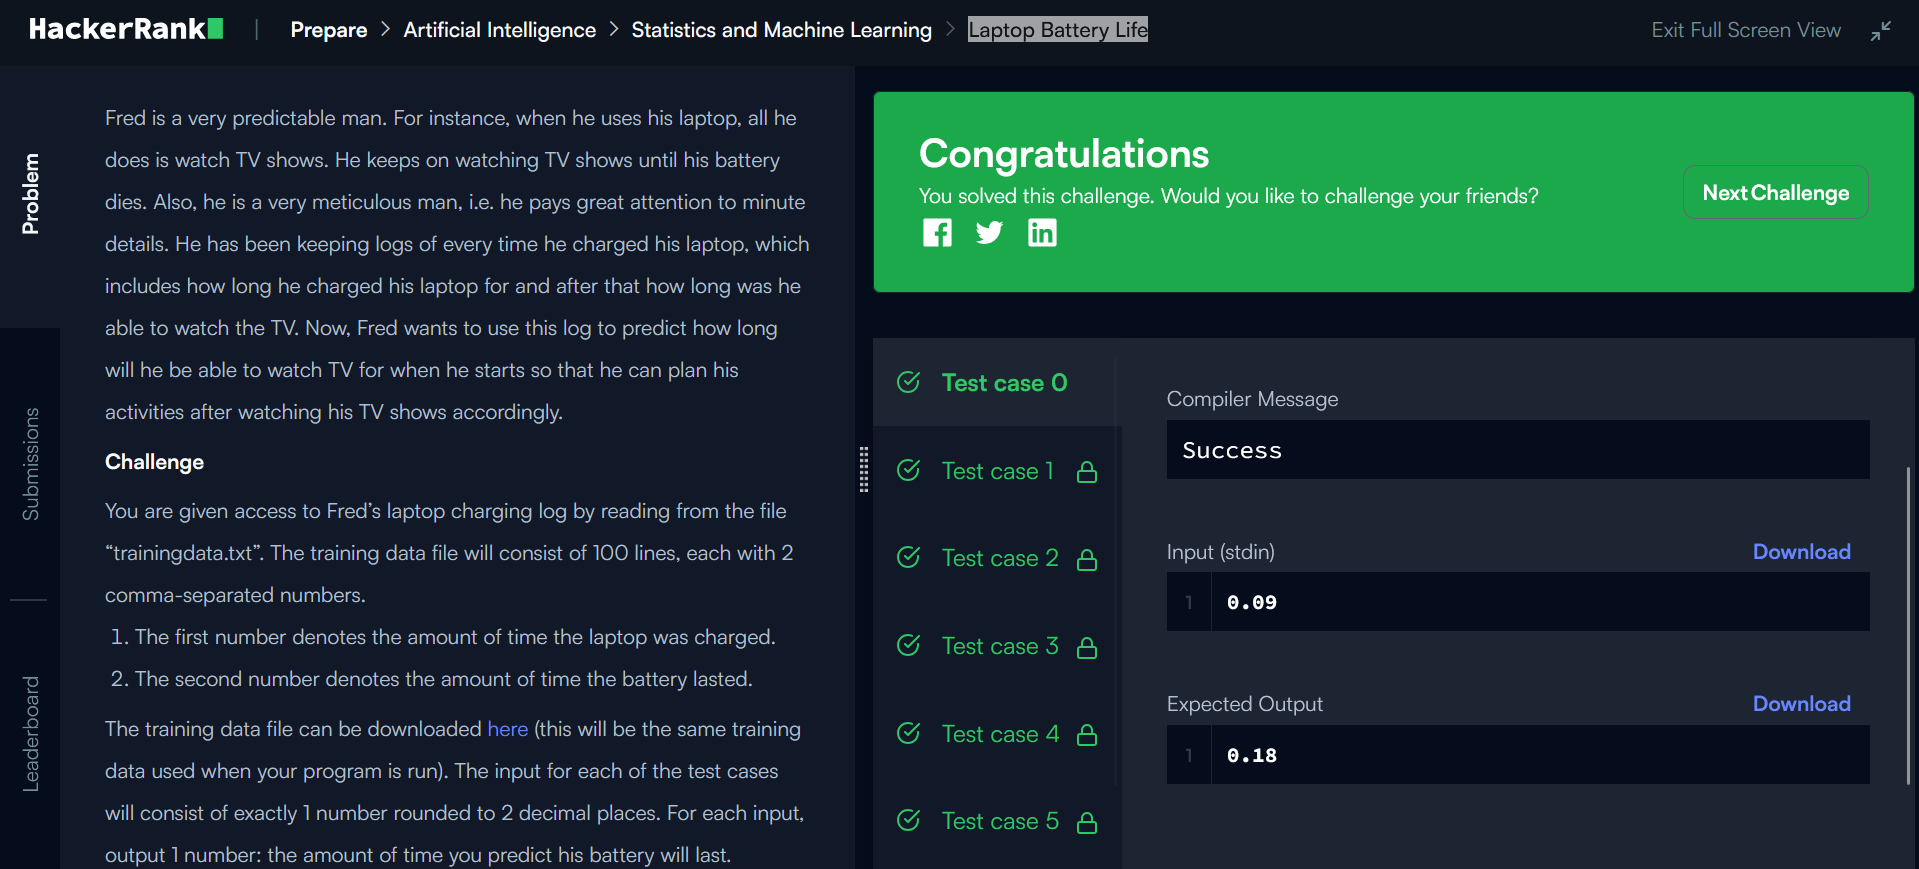 HackerRank | Prepare > Artificial Intelligence > Statistics and Machine Learning > Laptop Battery Life
Exit Full Screen View
Problem
Submissions
Leaderboard
Fred is a very predictable man. For instance, when he uses his laptop, all he
does is watch TV shows. He keeps on watching TV shows until his battery
dies. Also, he is a very meticulous man, i.e. he pays great attention to minute
details. He has been keeping logs of every time he charged his laptop, which
includes how long he charged his laptop for and after that how long was he
able to watch the TV. Now, Fred wants to use this log to predict how long
will he be able to watch TV for when he starts so that he can plan his
activities after watching his TV shows accordingly.
Challenge
You are given access to Fred’s laptop charging log by reading from the file
“trainingdata.txt”. The training data file will consist of 100 lines, each with 2
comma-separated numbers.
1. The first number denotes the amount of time the laptop was charged.
2. The second number denotes the amount of time the battery lasted.
The training data file can be downloaded here (this will be the same training
data used when your program is run). The input for each of the test cases
will consist of exactly 1 number rounded to 2 decimal places. For each input,
output 1 number: the amount of time you predict his battery will last.
Congratulations
You solved this challenge. Would you like to challenge your friends?
Next Challenge
Test case 0
Test case 1
Test case 2
Test case 3
Test case 4
Test case 5
Compiler Message
Success
Input (stdin)
Download
1 0.09
Expected Output
Download
1 0.18